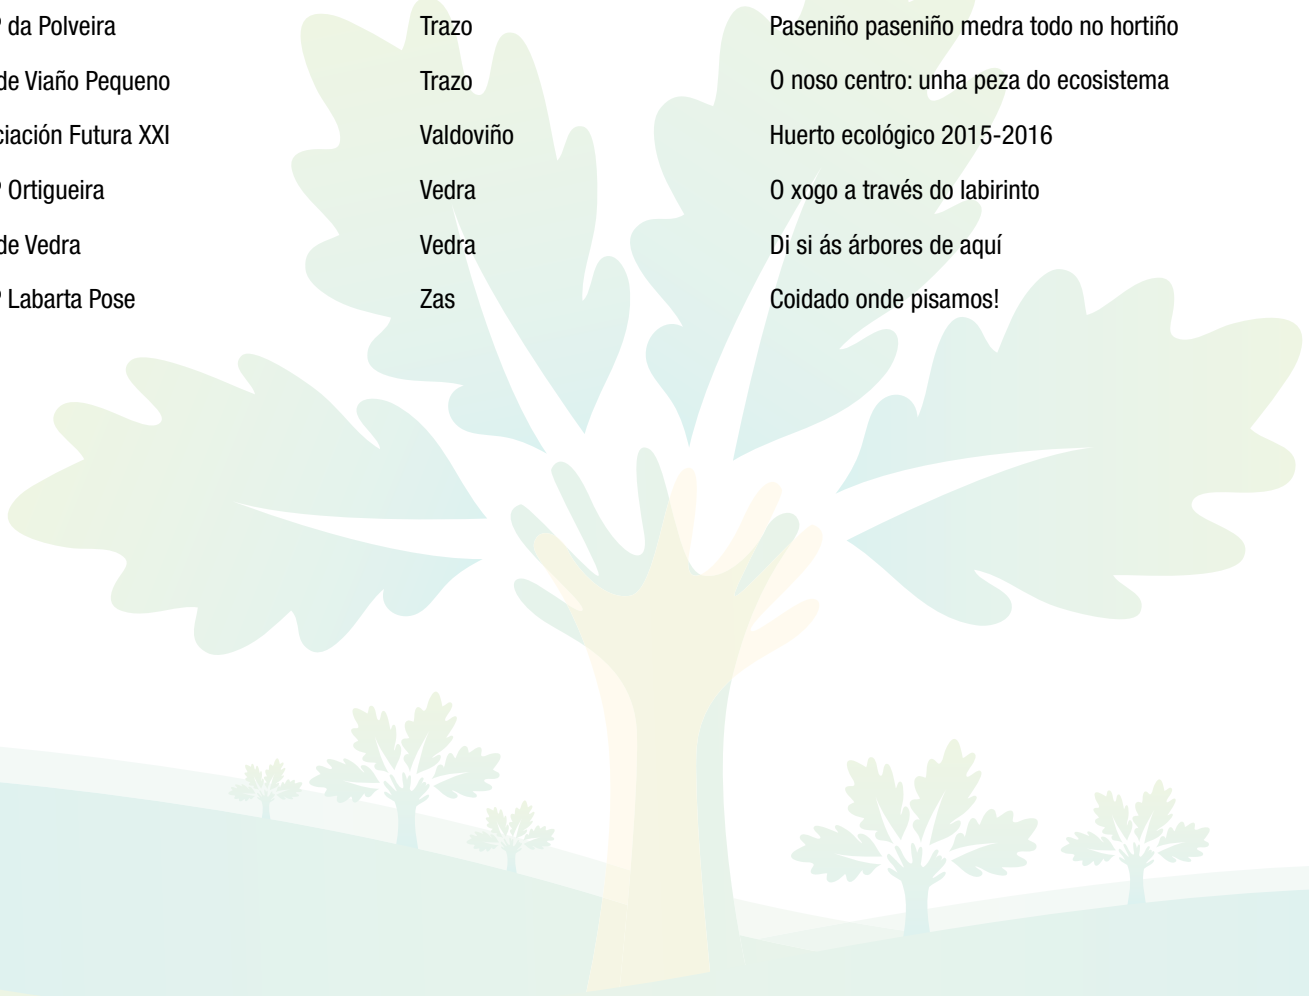 da Polveira Trazo Paseniño paseniño medra todo no hortiño
de Viaño Pequeno Trazo O noso centro: unha peza do ecosistema
Futura XXI Valdoviño Huerto ecológico 2015-2016
Ortigueira Vedra O xogo a través do labirinto
de Vedra Vedra Di si ás árbores de aquí
Labarta Pose Zas Coidado onde pisamos!